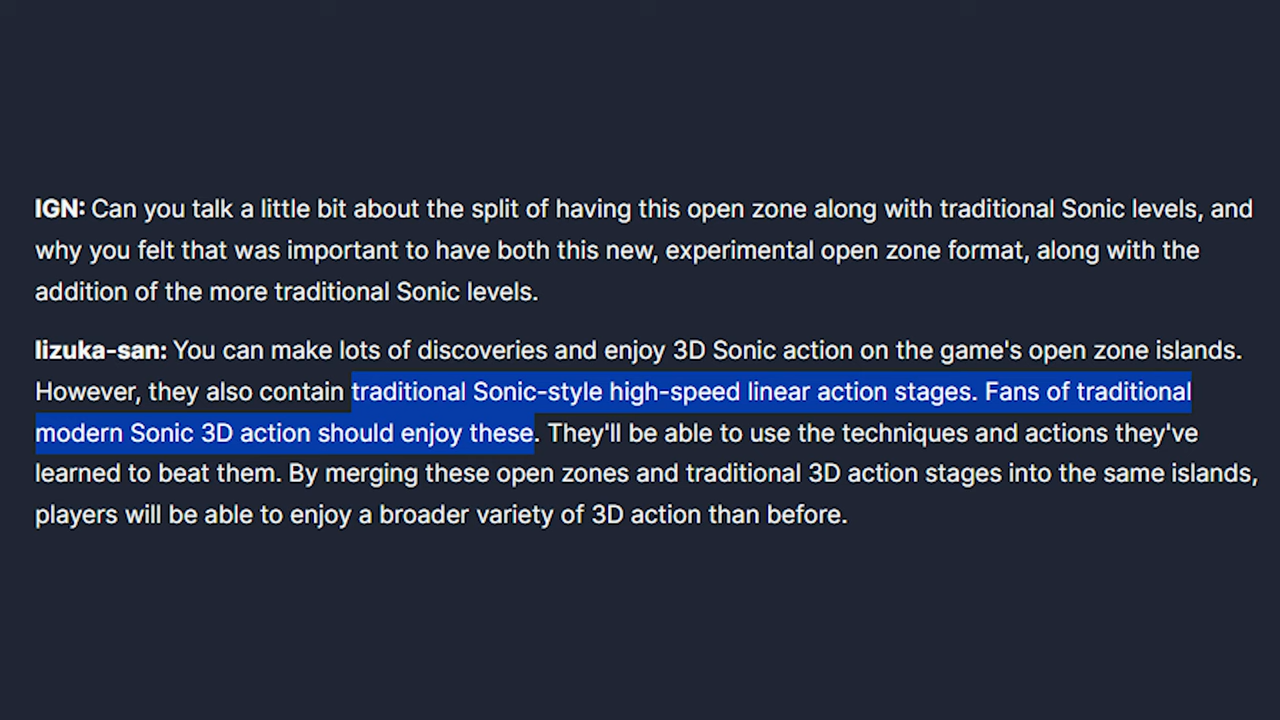 IGN: Can you talk a little bit about the split of having this open zone along with traditional Sonic levels, and
why you felt that was important to have both this new, experimental open zone format, along with the
addition of the more traditional Sonic levels.
Iizuka-san: You can make lots of discoveries and enjoy 3D Sonic action on the game's open zone islands.
However, they also contain traditional Sonic-style high-speed linear action stages. Fans of traditional
modern Sonic 3D action should enjoy these. They'll be able to use the techniques and actions they've
learned to beat them. By merging these open zones and traditional 3D action stages into the same islands,
players will be able to enjoy a broader variety of 3D action than before.